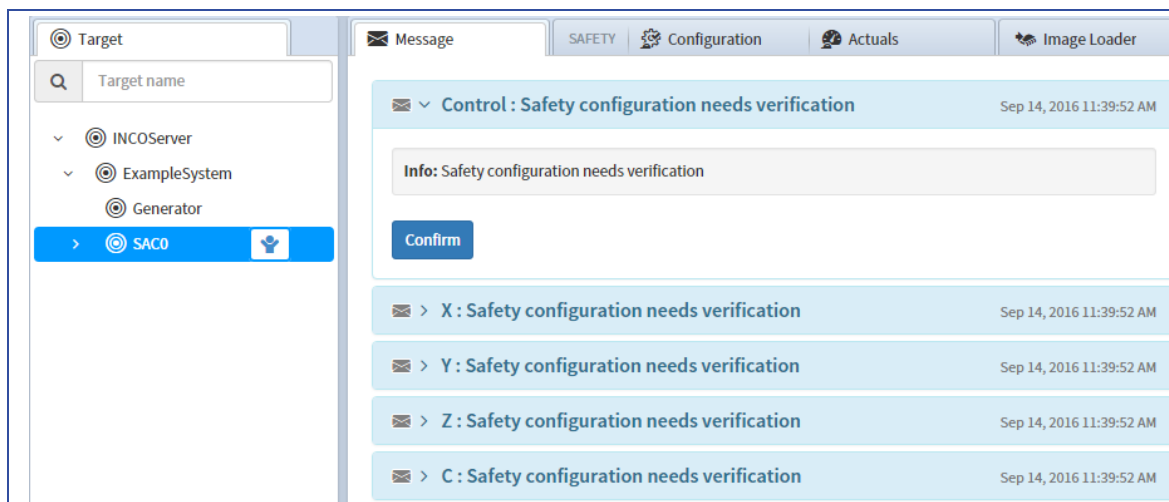 Target
Target name
INCOServer
ExampleSystem
Generator
SAC0
Message
SAFETY Configuration
Actuals
Image Loader
Control : Safety configuration needs verification Sep 14, 2016 11:39:52 AM
Info: Safety configuration needs verification
Confirm
X : Safety configuration needs verification Sep 14, 2016 11:39:52 AM
Y : Safety configuration needs verification Sep 14, 2016 11:39:52 AM
Z : Safety configuration needs verification Sep 14, 2016 11:39:52 AM
C : Safety configuration needs verification Sep 14, 2016 11:39:52 AM